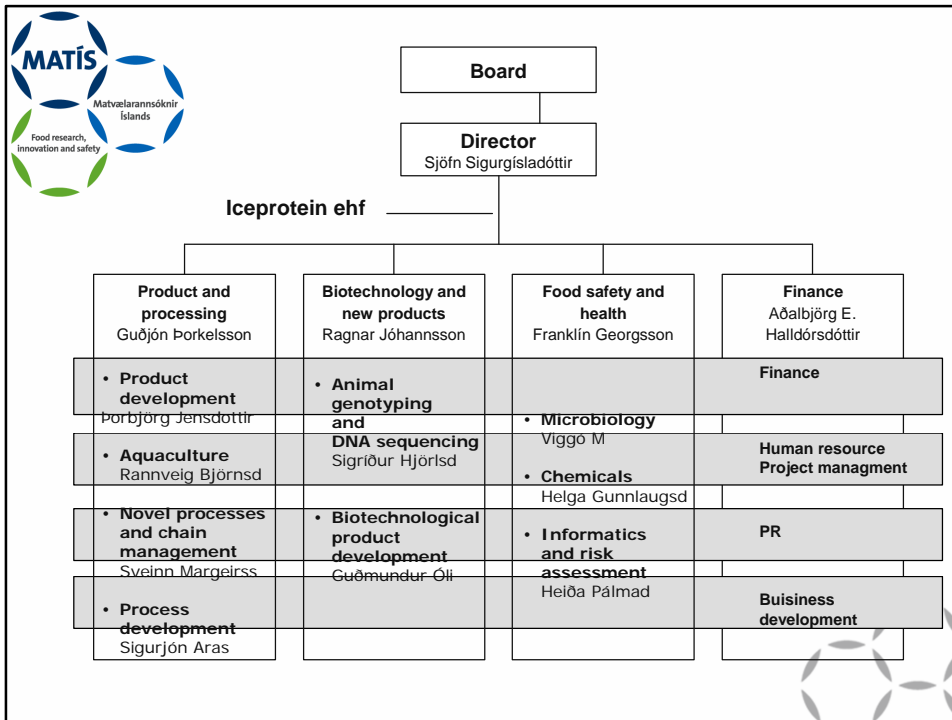 MATÍS
Matvælarannsóknir
Íslands
Food research,
innovation and safety
Board
Director
Sjöfn Sigurgísladóttir
Iceprotein ehf
Product and
processing
Guðjón Þorkelsson
• Product
development
Þorbjörg Jensdottir
• Aquaculture
Rannveig Björnsd
• Novel processes
and chain
management
Sveinn Margeirss
• Process
development
Sigurjón Aras
Biotechnology and
new products
Ragnar Jóhannsson
• Animal
genotyping
and
DNA sequencing
Sigríður Hjörlsd
• Biotechnological
product
development
Guðmundur Óli
Food safety and
health
Franklín Georgsson
• Microbiology
Viggó M
• Chemicals
Helga Gunnlaugsd
• Informatics
and risk
assessment
Heiða Pálmad
Finance
Aðalbjörg E.
Halldórsdóttir
Finance
Human resource
Project managment
PR
Buisiness
development